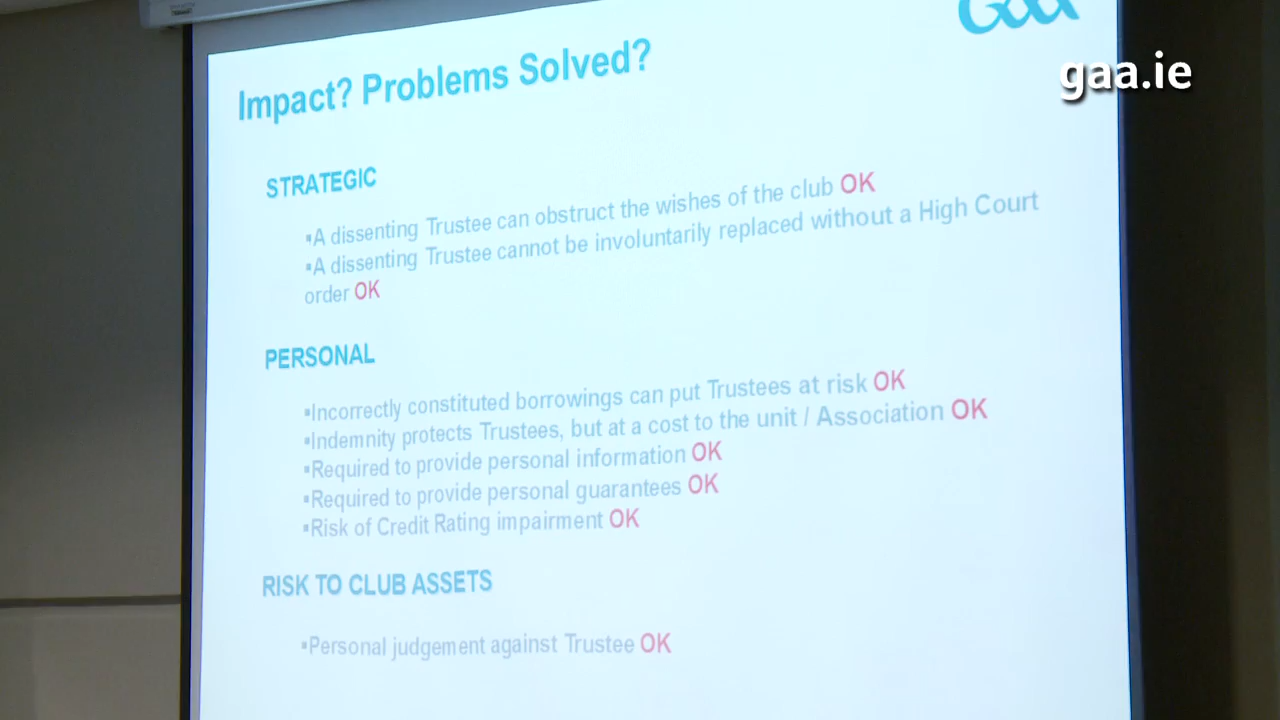 GAA
gaa.ie
Impact? Problems Solved?
STRATEGIC
▪A dissenting Trustee can obstruct the wishes of the club OK
▪A dissenting Trustee cannot be involuntarily replaced without a High Court
order OK
PERSONAL
▪Incorrectly constituted borrowings can put Trustees at risk OK
▪Indemnity protects Trustees, but at a cost to the unit / Association OK
▪Required to provide personal information OK
▪Required to provide personal guarantees OK
▪Risk of Credit Rating impairment OK
RISK TO CLUB ASSETS
▪Personal judgement against Trustee OK